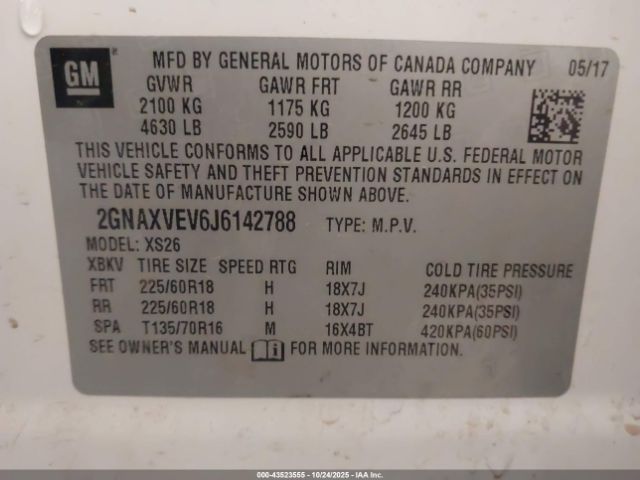 GM
MFD BY GENERAL MOTORS OF CANADA COMPANY 05/17
GVWR GAWR FRT GAWR RR
2100 KG 1175 KG 1200 KG
4630 LB 2590 LB 2645 LB
THIS VEHICLE CONFORMS TO ALL APPLICABLE U.S. FEDERAL MOTOR
VEHICLE SAFETY AND THEFT PREVENTION STANDARDS IN EFFECT ON
THE DATE OF MANUFACTURE SHOWN ABOVE.
2GNAXVEV6J6142788 TYPE: M.P.V.
MODEL: XS26
XBKV TIRE SIZE SPEED RTG RIM COLD TIRE PRESSURE
FRT 225/60R18 H 18X7J 240KPA(35PSI)
RR 225/60R18 H 18X7J 240KPA(35PSI)
SPA T135/70R16 M 16X4BT 420KPA(60PSI)
SEE OWNER'S MANUAL FOR MORE INFORMATION.
000-43523555 - 10/24/2025 - IAA, Inc.